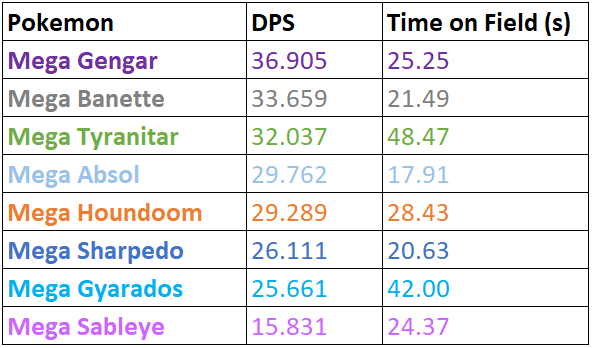 Pokemon DPS Time on Field (s)
Mega Gengar 36.905 25.25
Mega Banette 33.659 21.49
Mega Tyranitar 32.037 48.47
Mega Absol 29.762 17.91
Mega Houndoom 29.289 28.43
Mega Sharpedo 26.111 20.63
Mega Gyarados 25.661 42.00
Mega Sableye 15.831 24.37